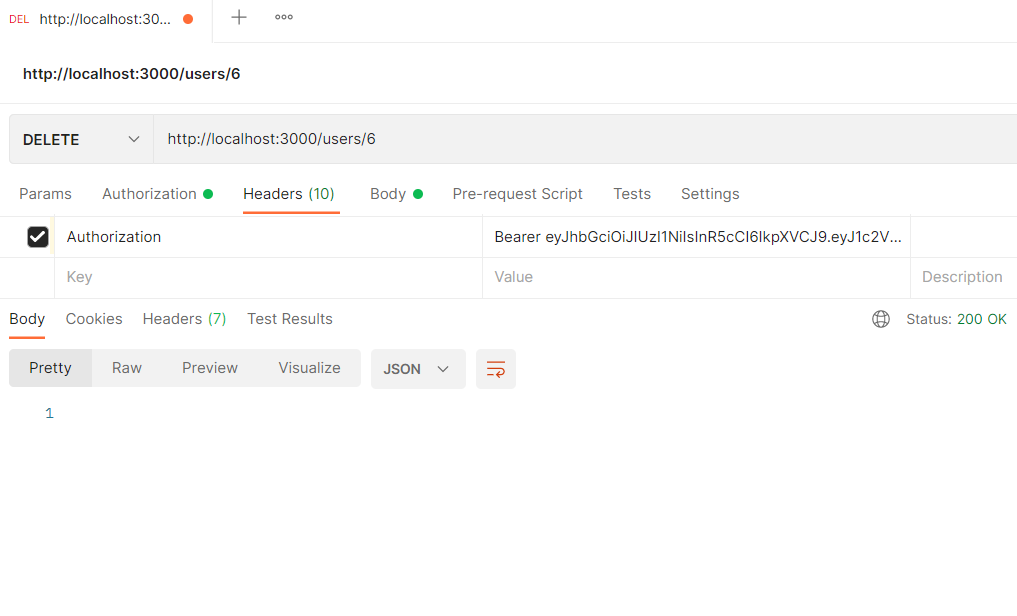 DEL http://localhost:30...
http://localhost:3000/users/6
DELETE http://localhost:3000/users/6
Params Authorization Headers (10) Body Pre-request Script Tests Settings
Authorization Bearer eyJhbGciOiJIUzI1NiIsInR5cCI6IkpXVCJ9.eyJ1c2V...
Key Value Description
Body Cookies Headers (7) Test Results Status: 200 OK
Pretty Raw Preview Visualize JSON
1